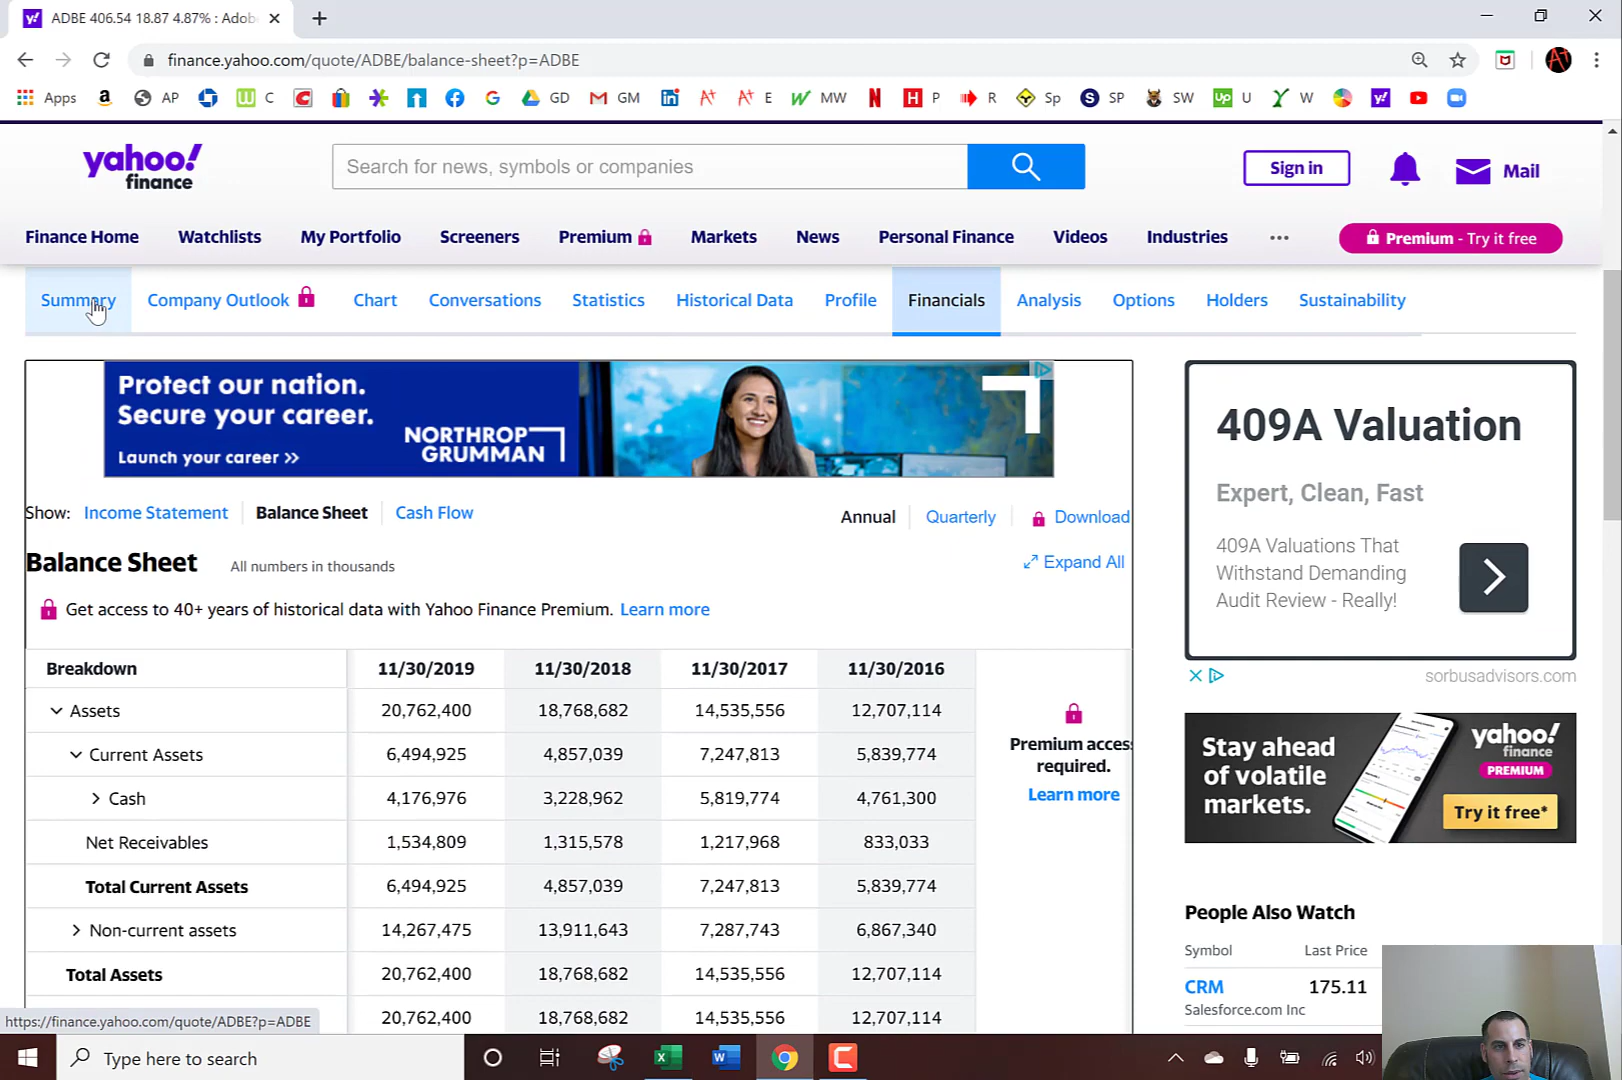 ADBE 406.54 18.87 4.87% : Adob
finance.yahoo.com/quote/ADBE/balance-sheet?p=ADBE
Apps AP C GD GM E MW P R Sp SP SW U W
yahoo!
finance
Search for news, symbols or companies
Sign in
Mail
Finance Home Watchlists My Portfolio Screeners Premium Markets News Personal Finance Videos Industries ... Premium - Try it free
Summary Company Outlook Chart Conversations Statistics Historical Data Profile Financials Analysis Options Holders Sustainability
Protect our nation.
Secure your career.
Launch your career >>
NORTHROP
GRUMMAN
409A Valuation
Expert, Clean, Fast
409A Valuations That
Withstand Demanding
Audit Review - Really!
sorbusadvisors.com
Show: Income Statement Balance Sheet Cash Flow
Annual Quarterly Download
Balance Sheet All numbers in thousands
Expand All
Get access to 40+ years of historical data with Yahoo Finance Premium. Learn more
Breakdown 11/30/2019 11/30/2018 11/30/2017 11/30/2016
Assets 20,762,400 18,768,682 14,535,556 12,707,114
Current Assets 6,494,925 4,857,039 7,247,813 5,839,774
Cash 4,176,976 3,228,962 5,819,774 4,761,300
Net Receivables 1,534,809 1,315,578 1,217,968 833,033
Total Current Assets 6,494,925 4,857,039 7,247,813 5,839,774
Non-current assets 14,267,475 13,911,643 7,287,743 6,867,340
Total Assets 20,762,400 18,768,682 14,535,556 12,707,114
20,762,400 18,768,682 14,535,556 12,707,114
Premium acces
required.
Learn more
Stay ahead
of volatile
markets.
yahoo!
finance
PREMIUM
Try it free*
People Also Watch
Symbol Last Price
CRM 175.11
Salesforce.com Inc
https://finance.yahoo.com/quote/ADBE?p=ADBE
Type here to search